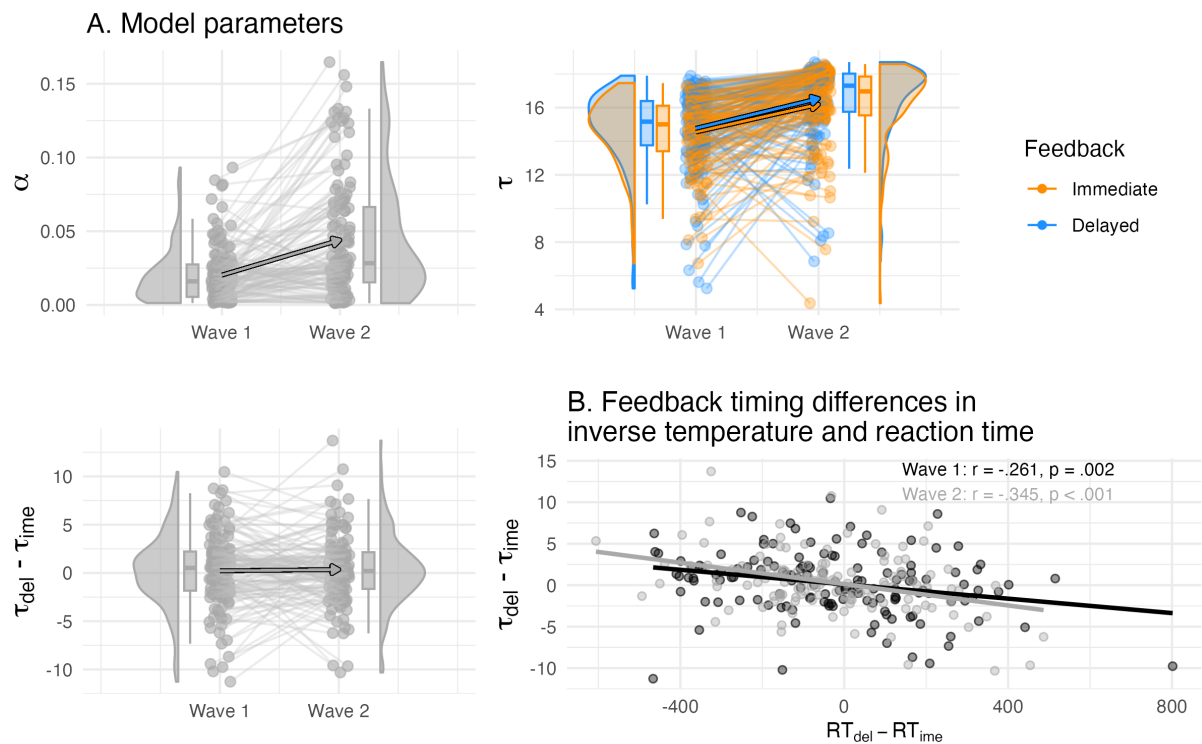 A. Model parameters
α
0.15
0.10
0.05
0.00
Wave 1
Wave 2
τ
16
12
8
4
Wave 1
Wave 2
Feedback
Immediate
Delayed
τdel - τime
10
5
0
-5
-10
Wave 1
Wave 2
B. Feedback timing differences in
inverse temperature and reaction time
Wave 1: r = -.261, p = .002
Wave 2: r = -.345, p < .001
τdel - τime
15
10
5
0
-5
-10
-400
0
400
800
RTdel − RTime